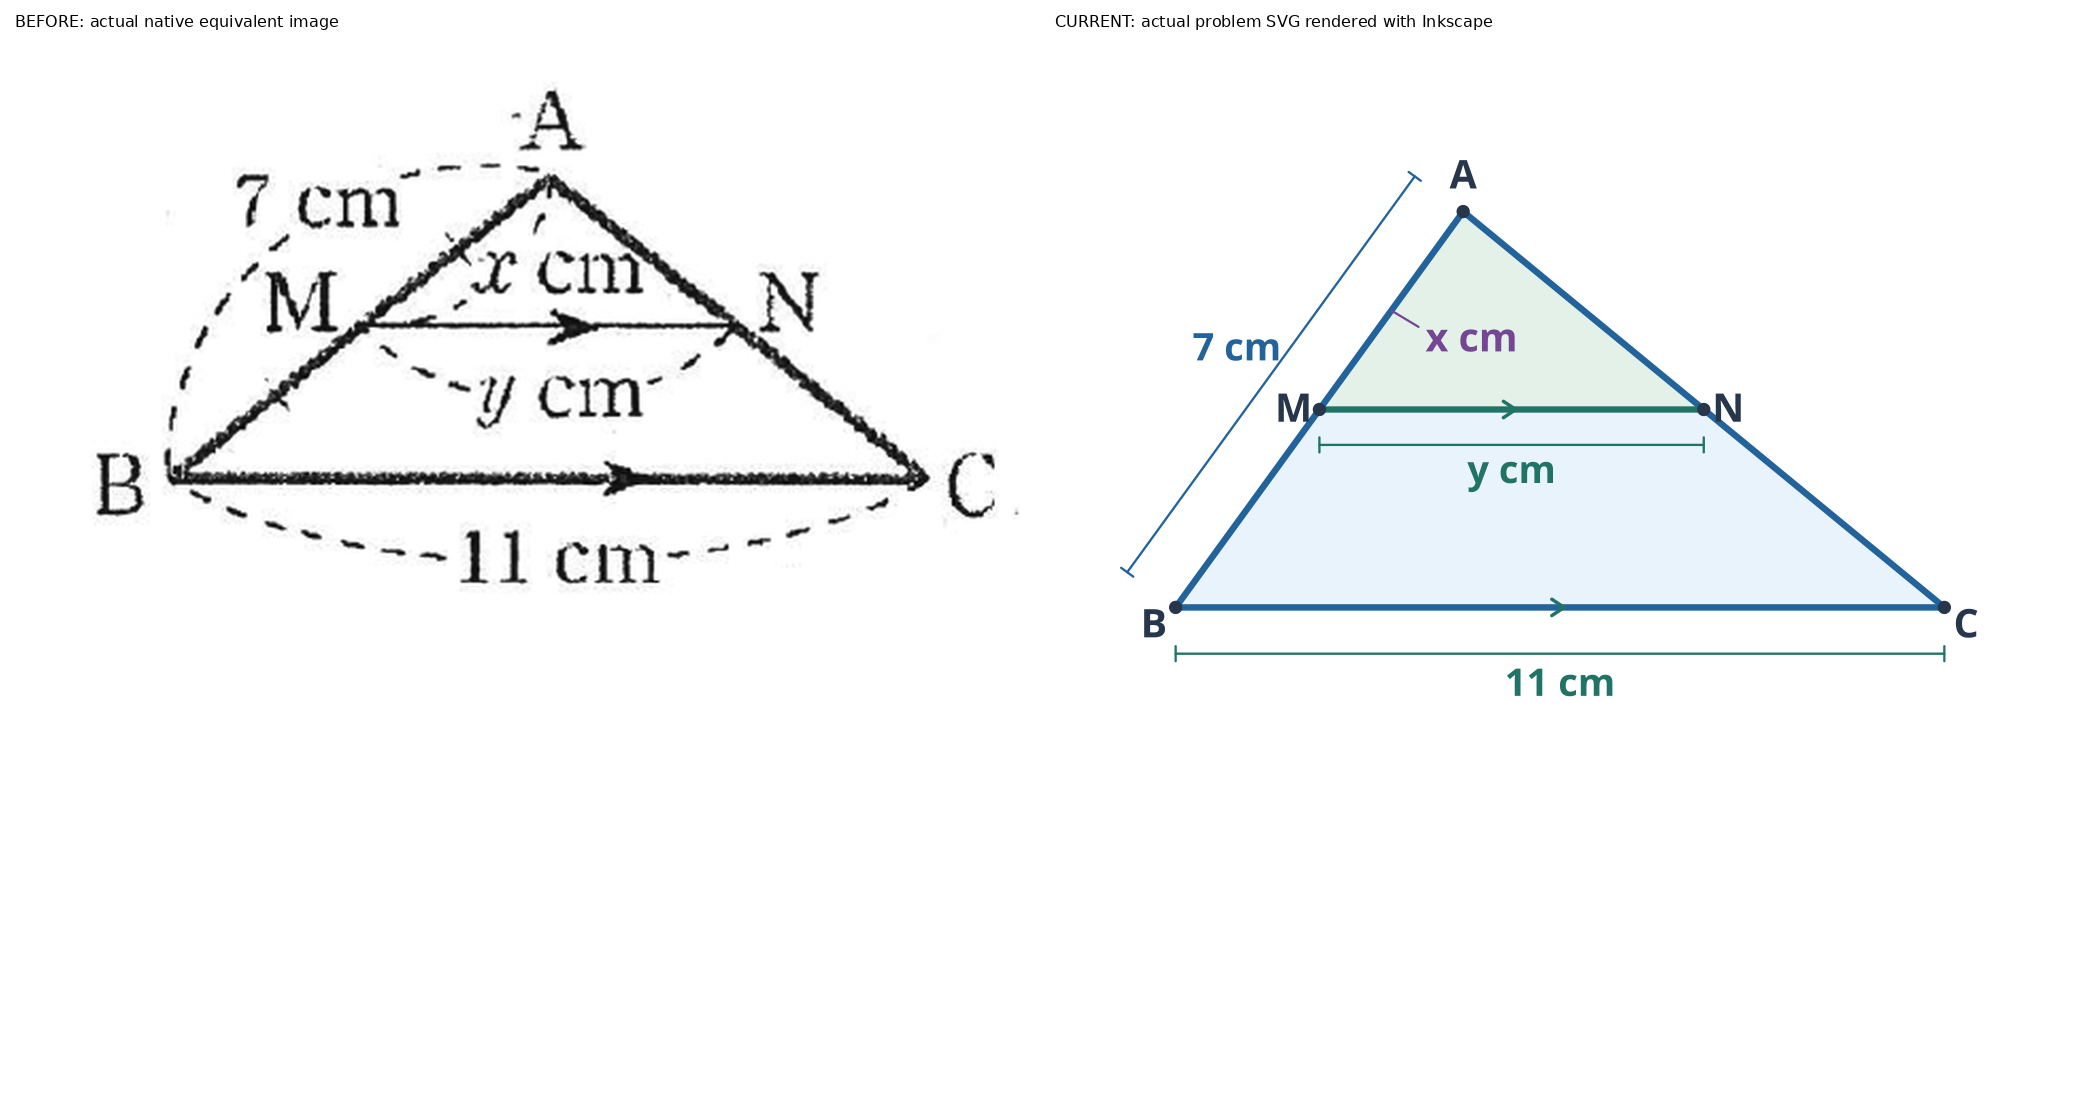 BEFORE: actual native equivalent image
A
7 cm
x cm
M
N
y cm
B
C
11 cm
CURRENT: actual problem SVG rendered with Inkscape
A
7 cm
x cm
M
N
y cm
B
C
11 cm